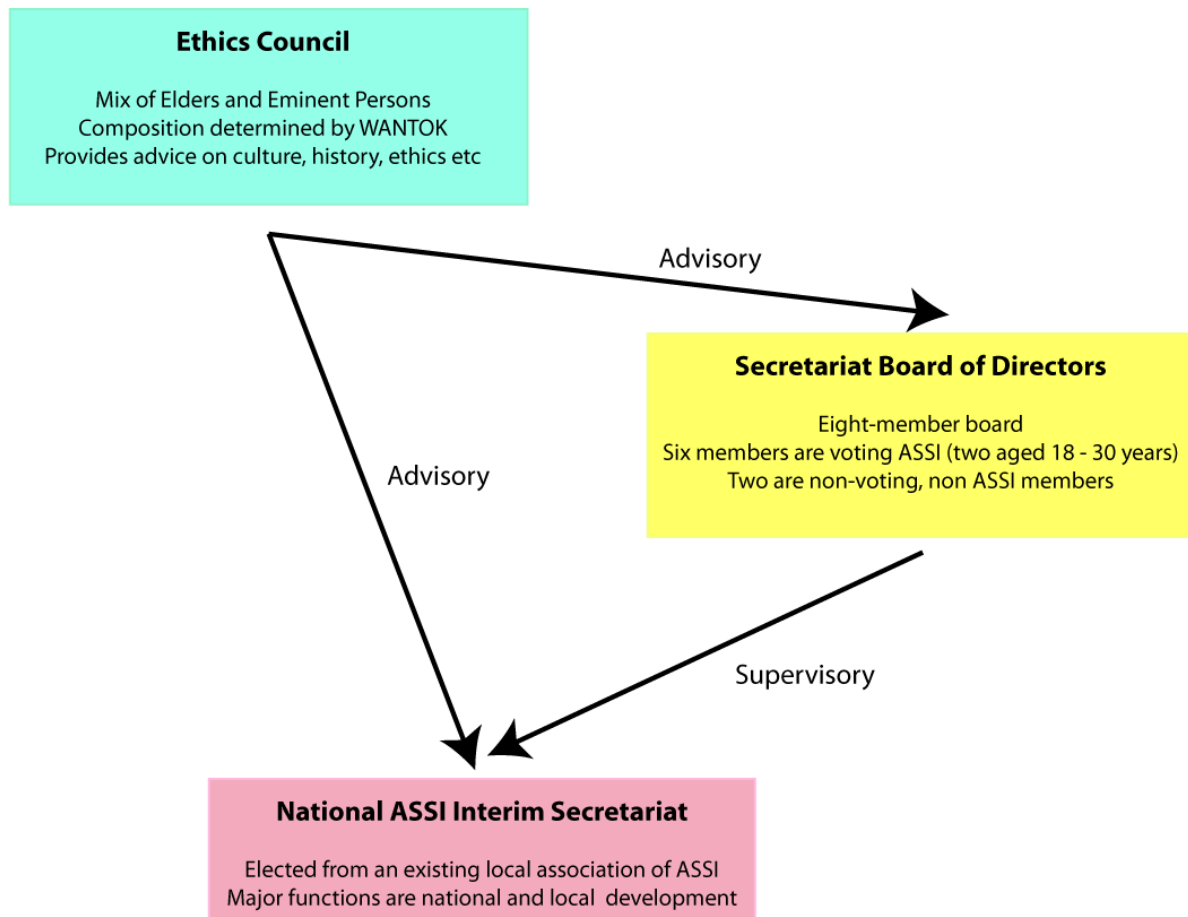 Ethics Council
Mix of Elders and Eminent Persons
Composition determined by WANTOK
Provides advice on culture, history, ethics etc
Advisory
Secretariat Board of Directors
Eight-member board
Six members are voting ASSI (two aged 18 - 30 years)
Two are non-voting, non ASSI members
Advisory
Supervisory
National ASSI Interim Secretariat
Elected from an existing local association of ASSI
Major functions are national and local development